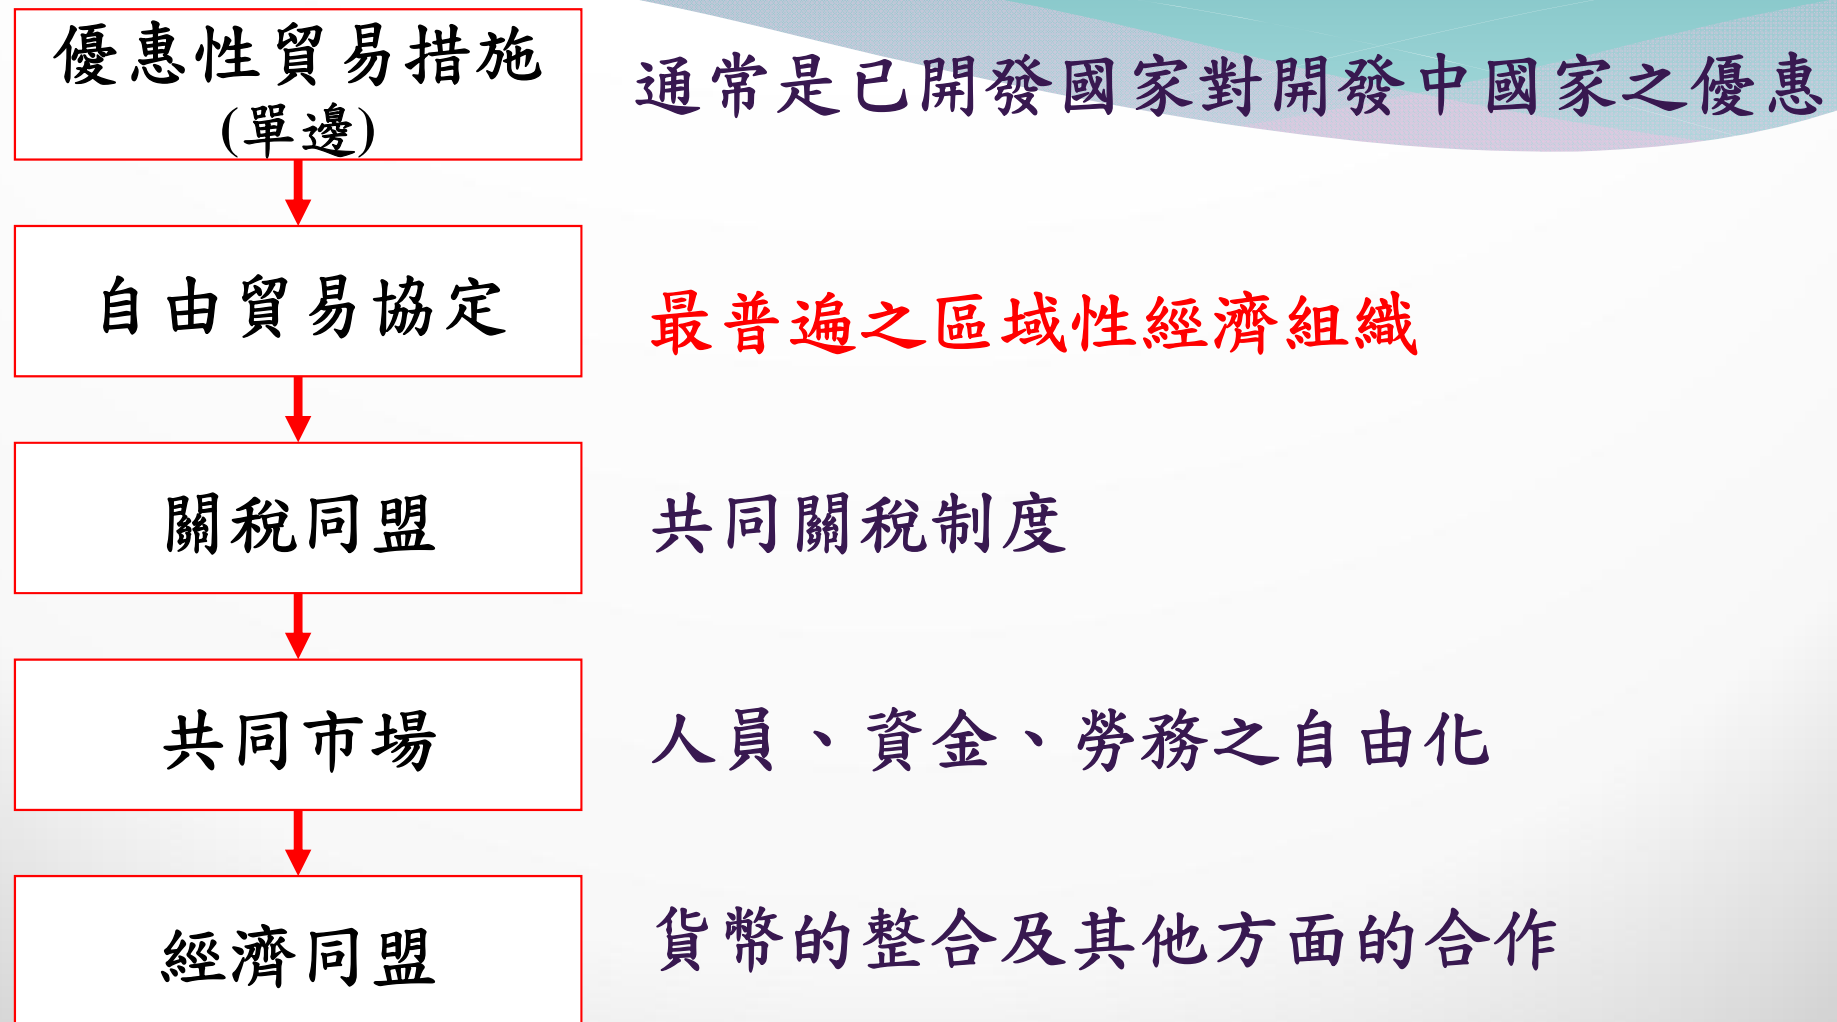 優惠性貿易措施
(單邊)
通常是已開發國家對開發中國家之優惠
自由貿易協定
最普遍之區域性經濟組織
關稅同盟
共同關稅制度
共同市場
人員、資金、勞務之自由化
經濟同盟
貨幣的整合及其他方面的合作